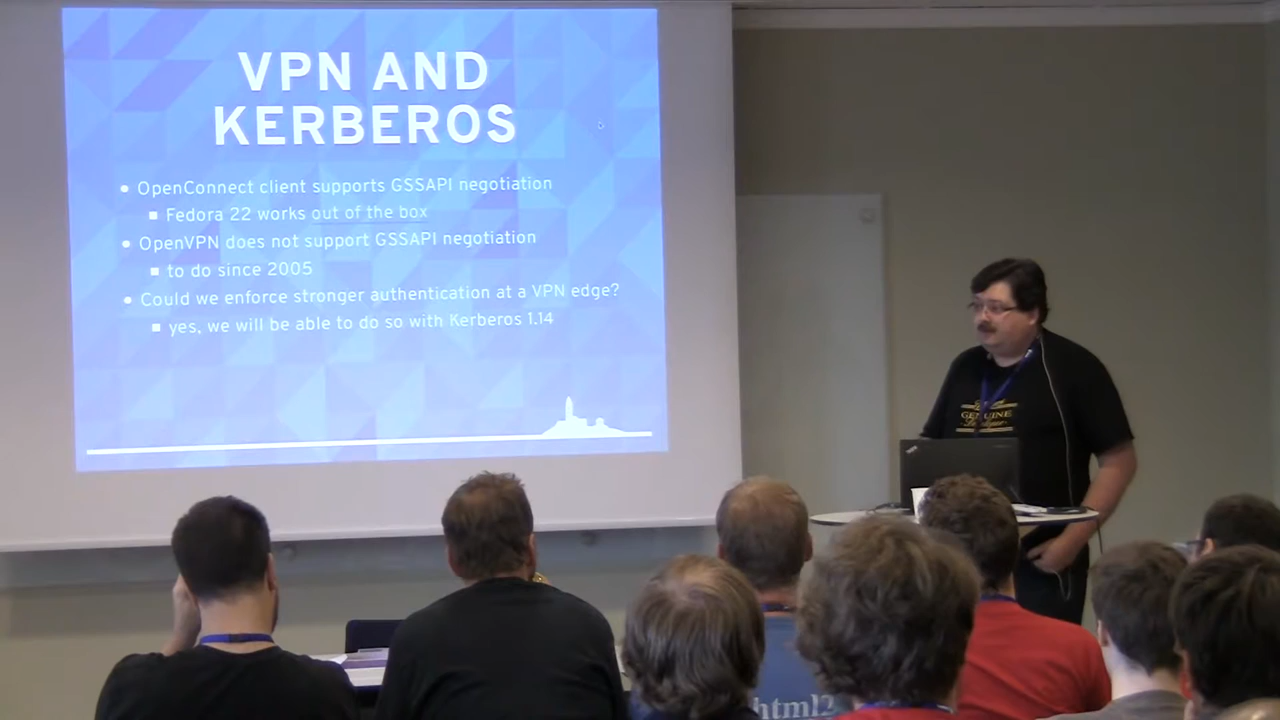 VPN AND
KERBEROS
• OpenConnect client supports GSSAPI negotiation
▪ Fedora 22 works out of the box
• OpenVPN does not support GSSAPI negotiation
▪ to do since 2005
• Could we enforce stronger authentication at a VPN edge?
▪ yes, we will be able to do so with Kerberos 1.14
GENUINE
html2